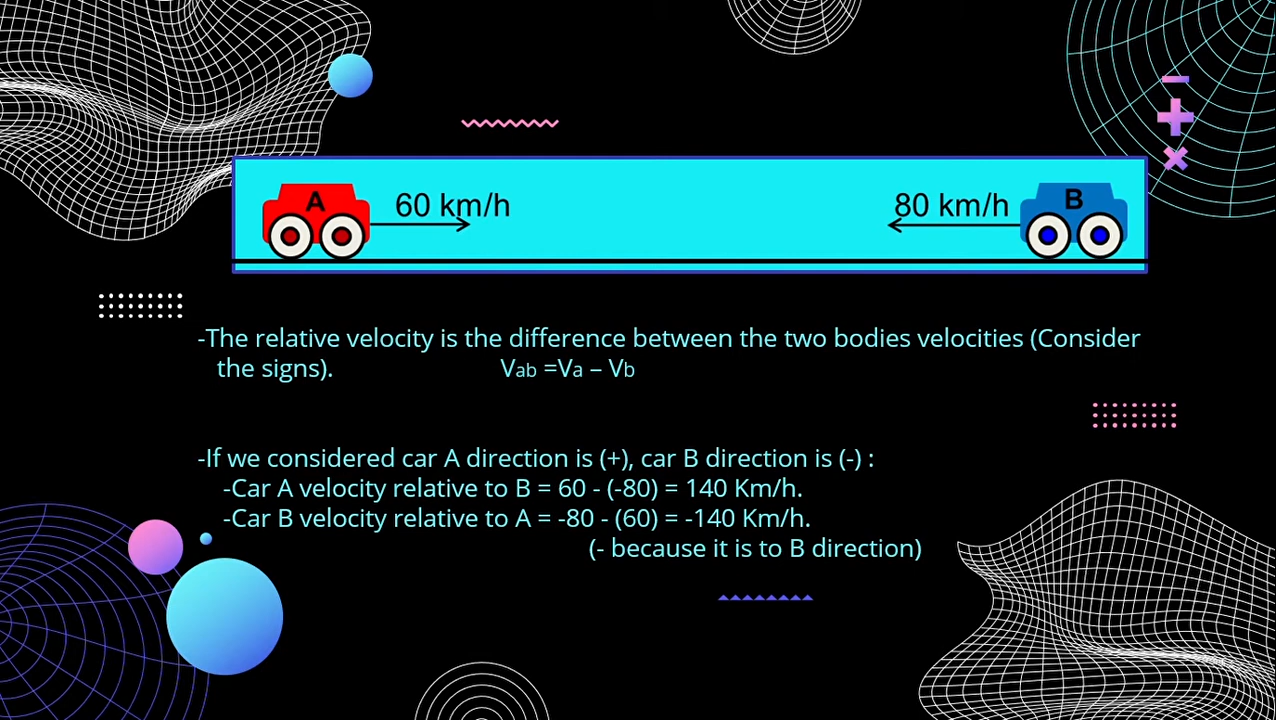 A 60 km/h 80 km/h B
-The relative velocity is the difference between the two bodies velocities (Consider
the signs). Vab =Va – Vb
-If we considered car A direction is (+), car B direction is (-) :
-Car A velocity relative to B = 60 - (-80) = 140 Km/h.
-Car B velocity relative to A = -80 - (60) = -140 Km/h.
(- because it is to B direction)